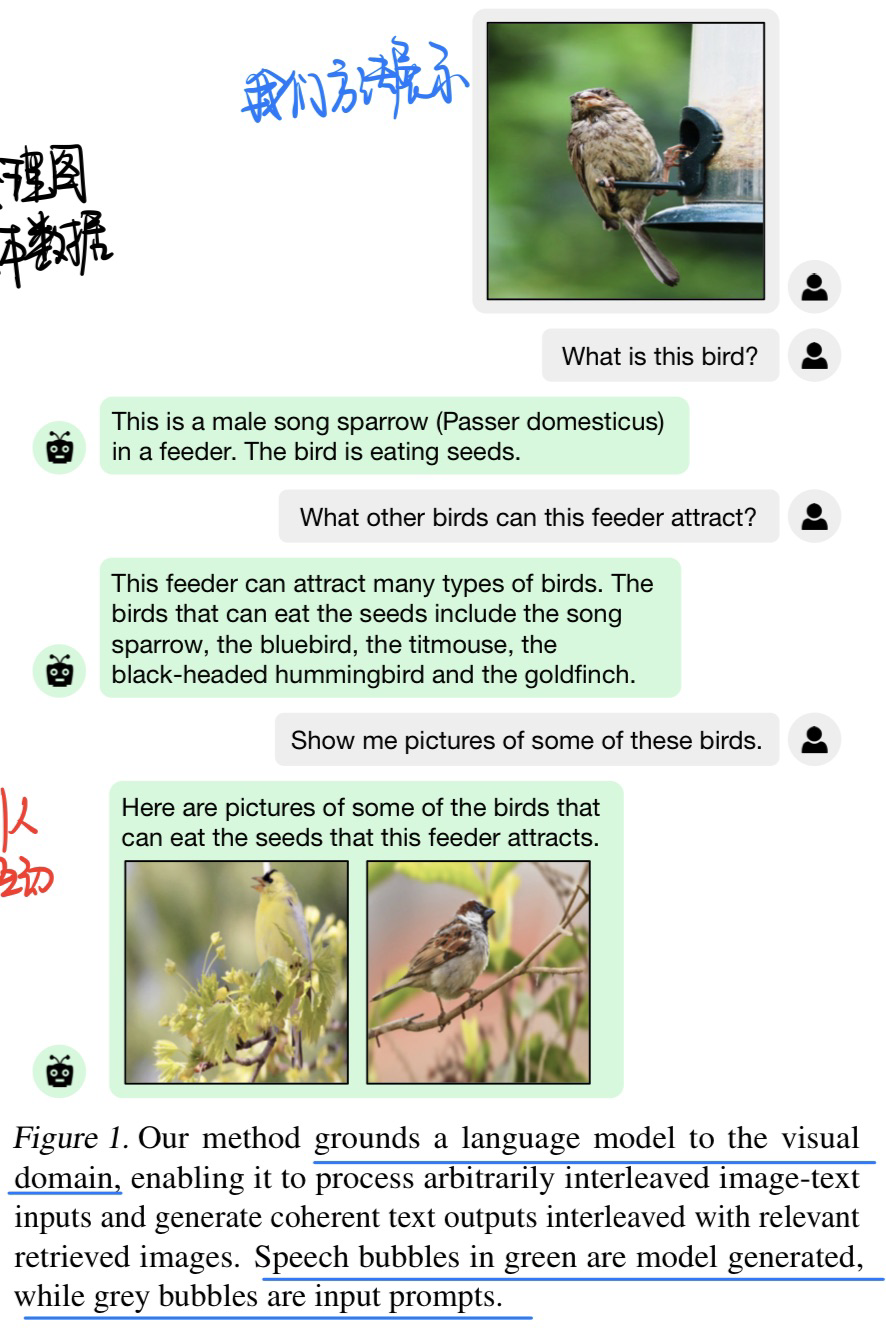 我们方法展示
理图
本数据
What is this bird?
This is a male song sparrow (Passer domesticus)
in a feeder. The bird is eating seeds.
What other birds can this feeder attract?
This feeder can attract many types of birds. The
birds that can eat the seeds include the song
sparrow, the bluebird, the titmouse, the
black-headed hummingbird and the goldfinch.
Show me pictures of some of these birds.
人
互动
Here are pictures of some of the birds that
can eat the seeds that this feeder attracts.
Figure 1. Our method grounds a language model to the visual
domain, enabling it to process arbitrarily interleaved image-text
inputs and generate coherent text outputs interleaved with relevant
retrieved images. Speech bubbles in green are model generated,
while grey bubbles are input prompts.